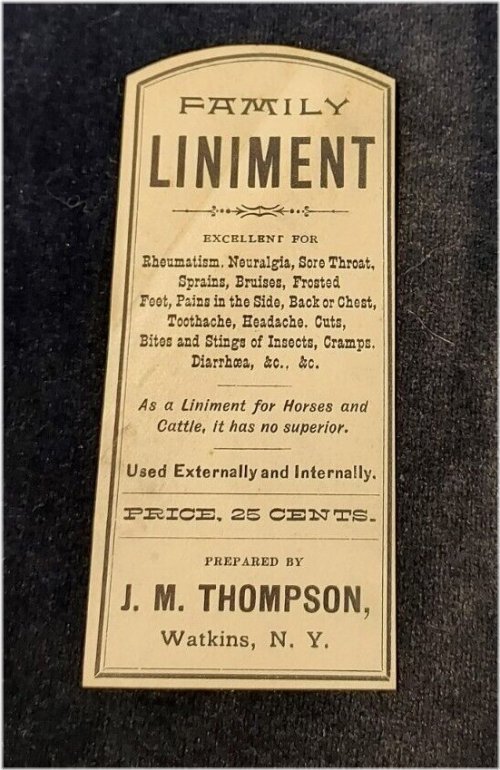 FAMILY
LINIMENT
EXCELLENT FOR
Rheumatism. Neuralgia, Sore Throat,
Sprains, Bruises, Frosted
Feet, Pains in the Side, Back or Chest,
Toothache, Headache. Cuts,
Bites and Stings of Insects, Cramps.
Diarrhœa, &c., &c.
As a Liniment for Horses and
Cattle, it has no superior.
Used Externally and Internally.
PRICE, 25 CENTS.
PREPARED BY
J. M. THOMPSON,
Watkins, N. Y.